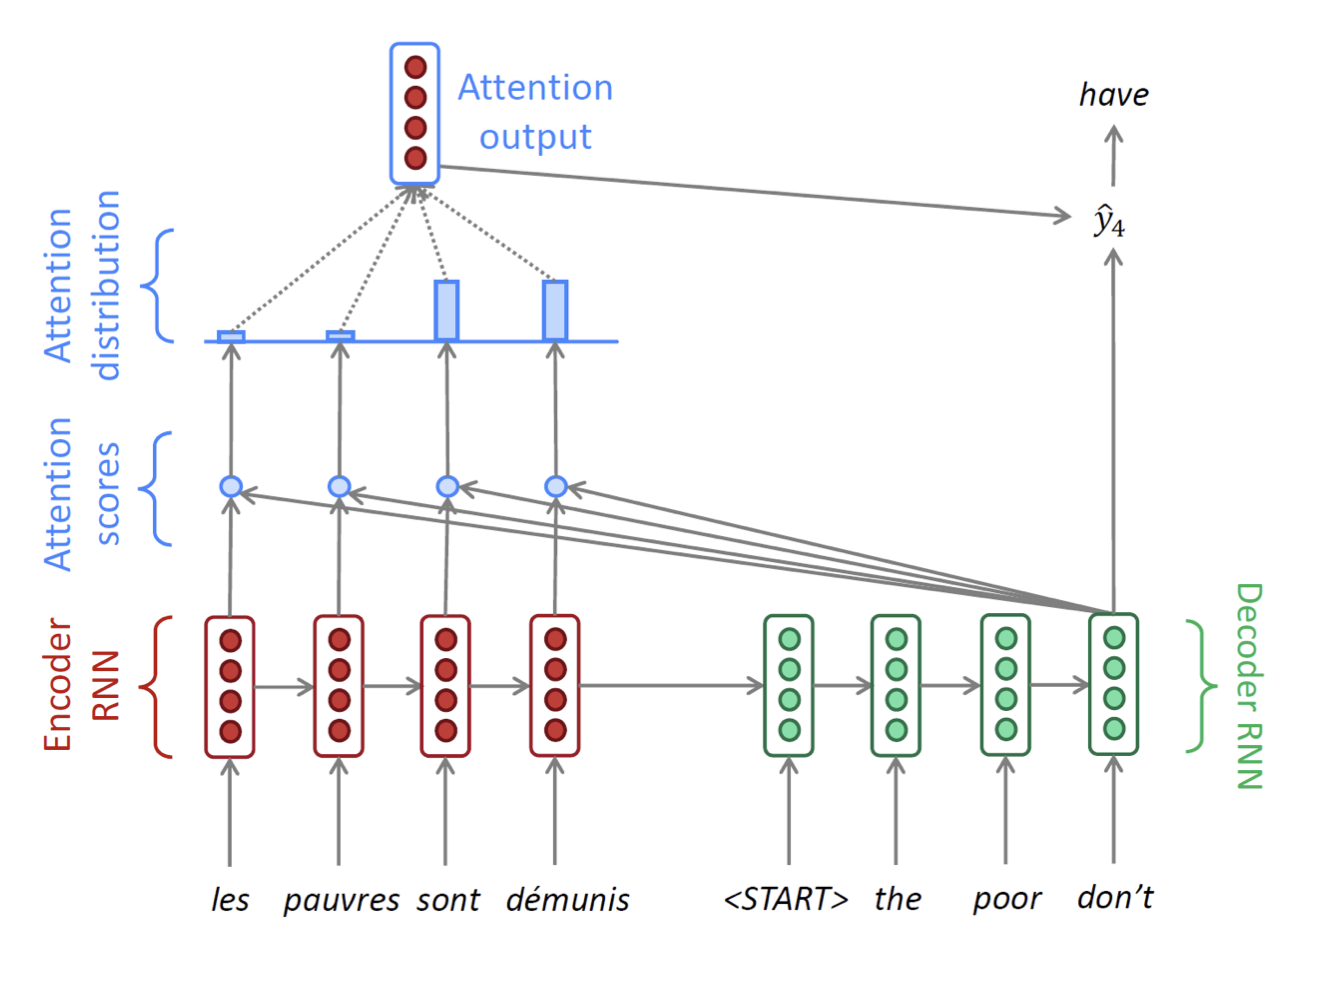 Attention
output
have
ŷ4
Attention
distribution
Attention
scores
Encoder
RNN
Decoder RNN
les pauvres sont démunis <START> the poor don’t